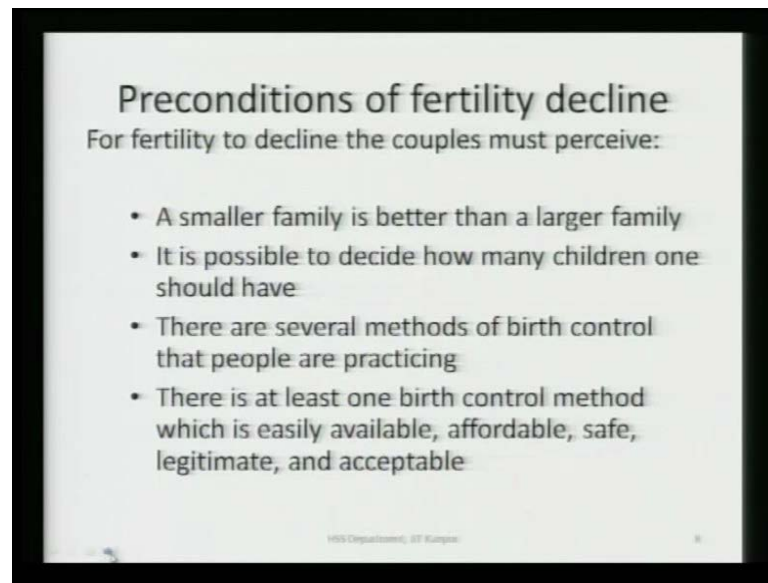 Preconditions of fertility decline
For fertility to decline the couples must perceive:
• A smaller family is better than a larger family
• It is possible to decide how many children one
should have
• There are several methods of birth control
that people are practicing
• There is at least one birth control method
which is easily available, affordable, safe,
legitimate, and acceptable
HSS Department, IIT Kanpur